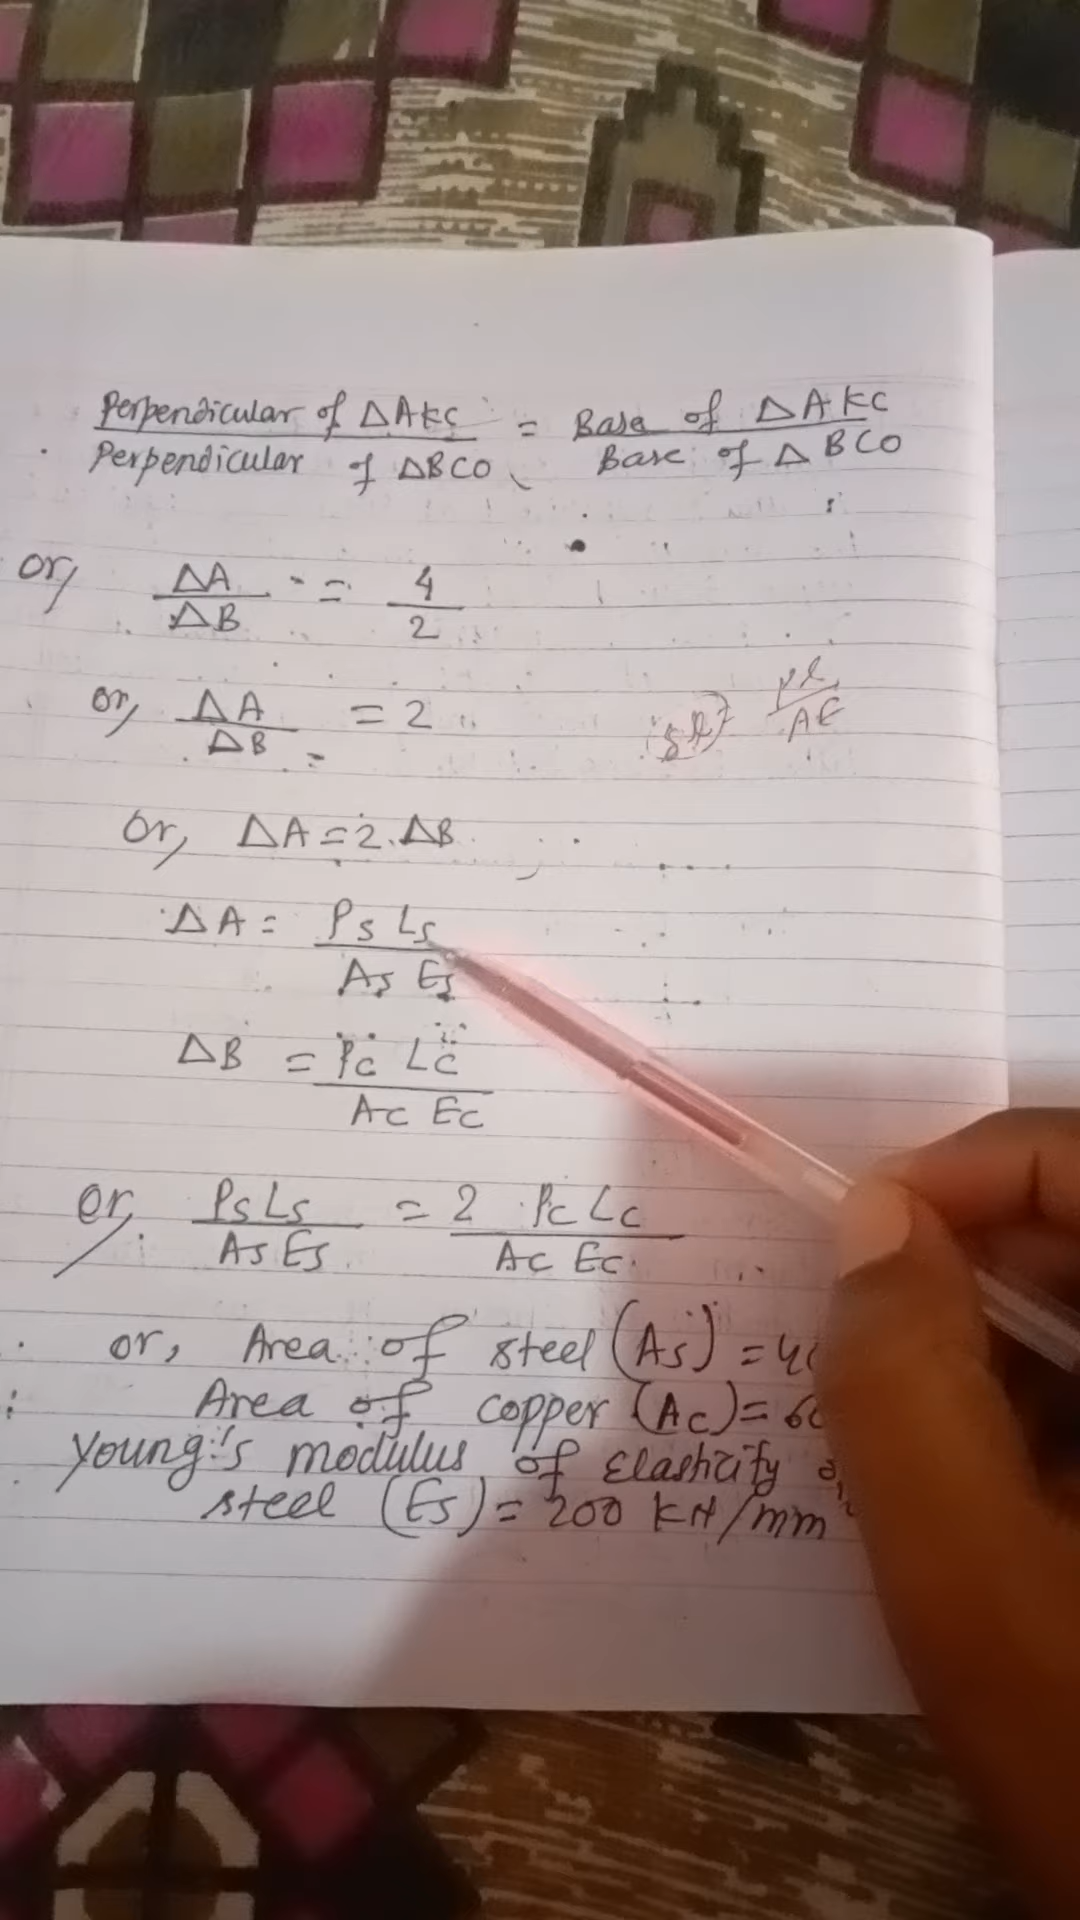 Perpendicular of ΔAKC = Base of ΔAKC
Perpendicular of ΔBCO Base of ΔBCO
or, ΔA = 4
ΔB 2
or, ΔA = 2
ΔB
Pl
AE
or, ΔA = 2.ΔB
ΔA = Ps Ls
As Es
ΔB = Pc Lc
Ac Ec
or, PsLs = 2 Pc Lc
As Es Ac Ec
or, Area of steel (As) =
Area of copper (Ac) =
Young's modulus of Elasticity
steel (Es) = 200 KN/mm